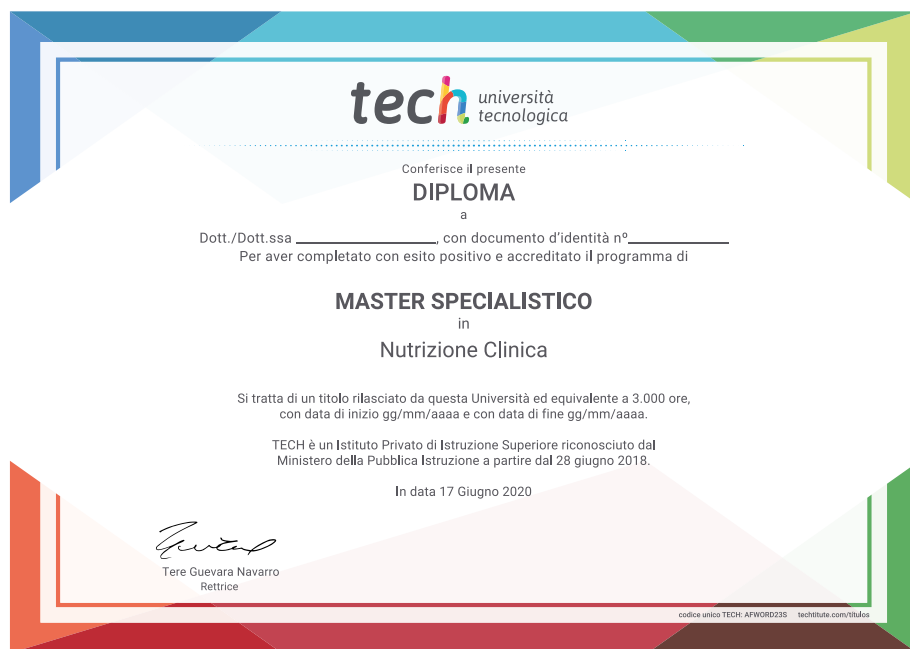 tech università
tecnologica
Conferisce il presente
DIPLOMA
a
Dott./Dott.ssa ________________, con documento d'identità nº____________
Per aver completato con esito positivo e accreditato il programma di
MASTER SPECIALISTICO
in
Nutrizione Clinica
Si tratta di un titolo rilasciato da questa Università ed equivalente a 3.000 ore,
con data di inizio gg/mm/aaaa e con data di fine gg/mm/aaaa.
TECH è un Istituto Privato di Istruzione Superiore riconosciuto dal
Ministero della Pubblica Istruzione a partire dal 28 giugno 2018.
In data 17 Giugno 2020
Tere Guevara Navarro
Rettrice
codice unico TECH: AFWORD23S techtitute.com/titulos